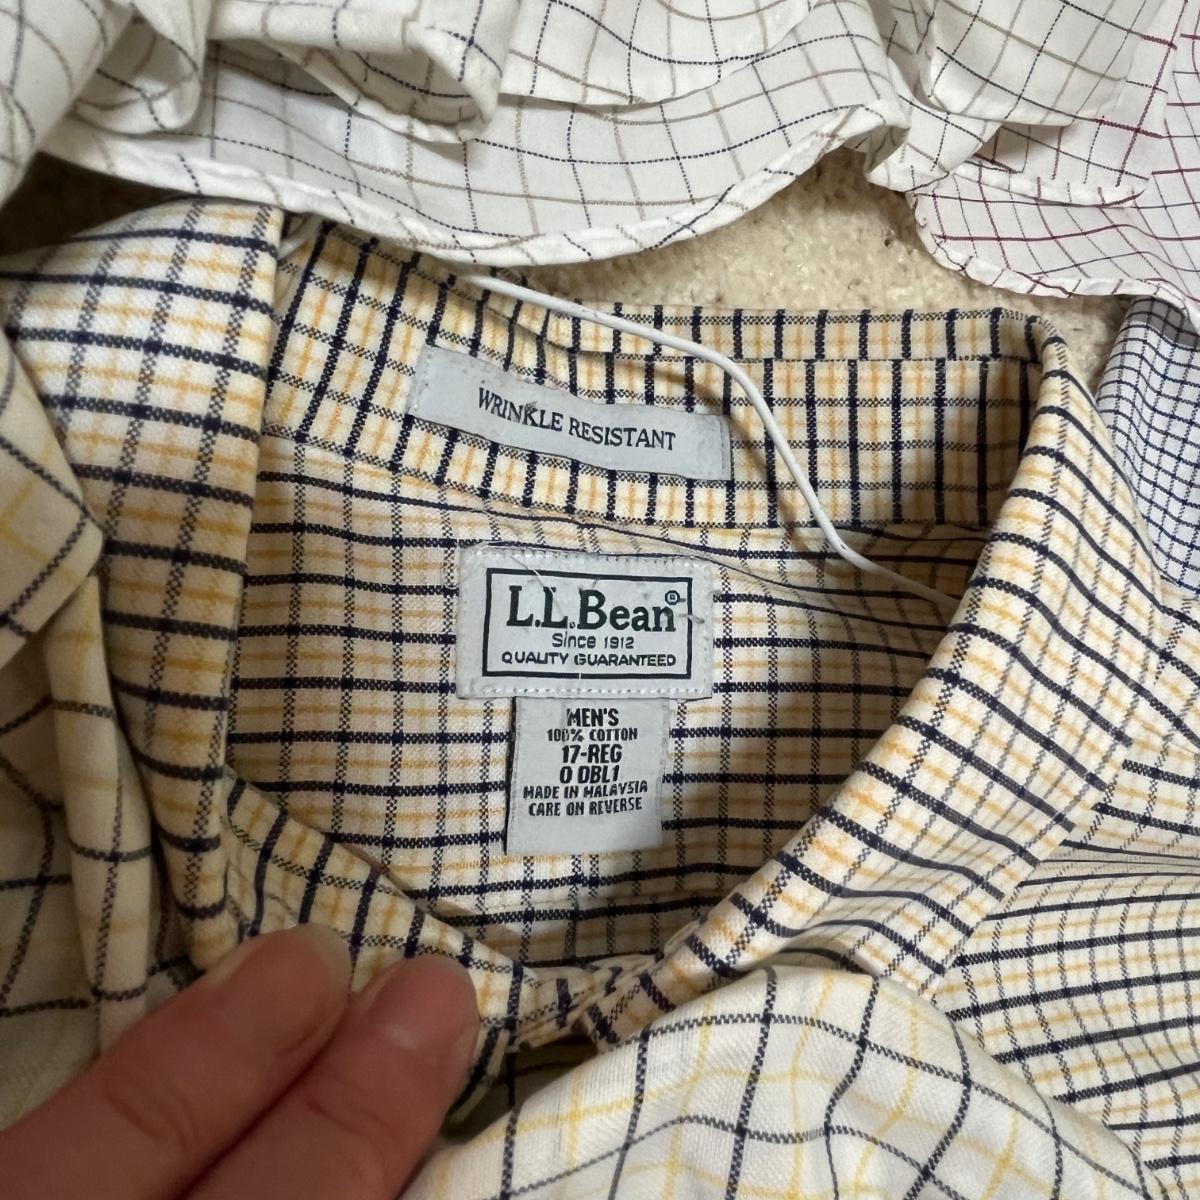 WRINKLE RESISTANT
L.L.Bean®
Since 1912
QUALITY GUARANTEED
MEN'S
100% COTTON
17-REG
0 DBL1
MADE IN MALAYSIA
CARE ON REVERSE